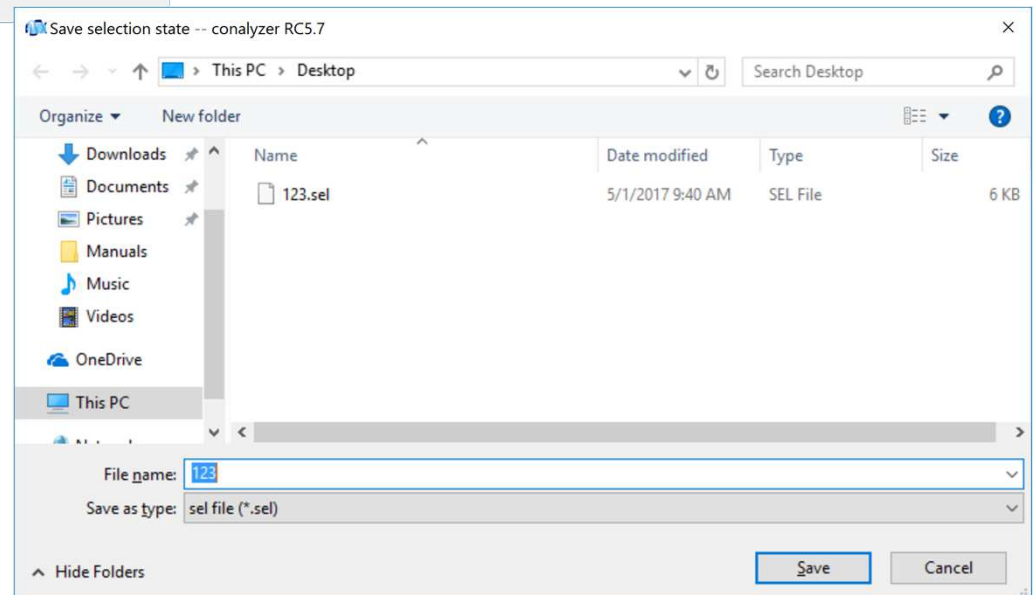 Save selection state -- conalyzer RC5.7
This PC > Desktop
Search Desktop
Organize
New folder
Name
Date modified
Type
Size
Downloads
Documents
Pictures
Manuals
Music
Videos
OneDrive
This PC
123.sel
5/1/2017 9:40 AM
SEL File
6 KB
File name: 123
Save as type: sel file (*.sel)
Hide Folders
Save
Cancel